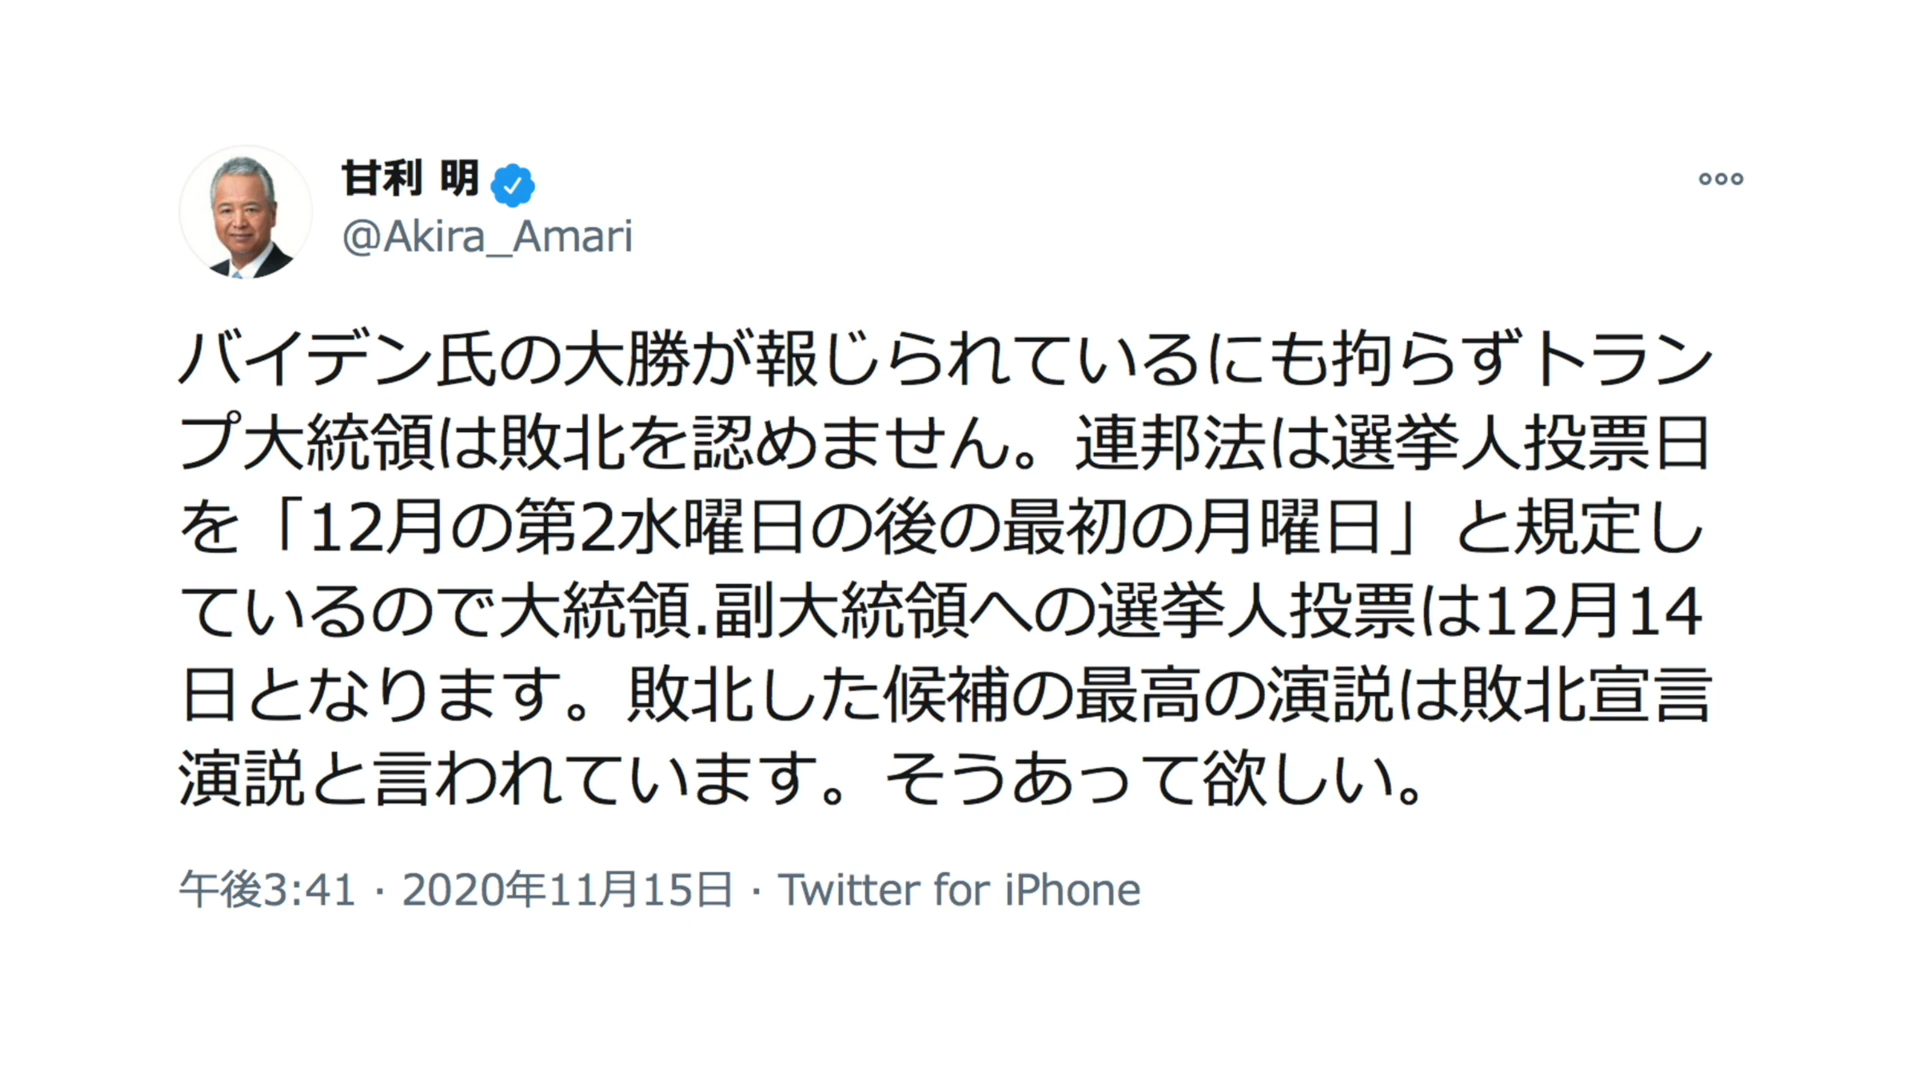 甘利 明
@Akira_Amari
バイデン氏の大勝が報じられているにも拘らずトラン
プ大統領は敗北を認めません。連邦法は選挙人投票日
を「12月の第2水曜日の後の最初の月曜日」と規定し
ているので大統領.副大統領への選挙人投票は12月14
日となります。敗北した候補の最高の演説は敗北宣言
演説と言われています。そうあって欲しい。
午後3:41 · 2020年11月15日 · Twitter for iPhone